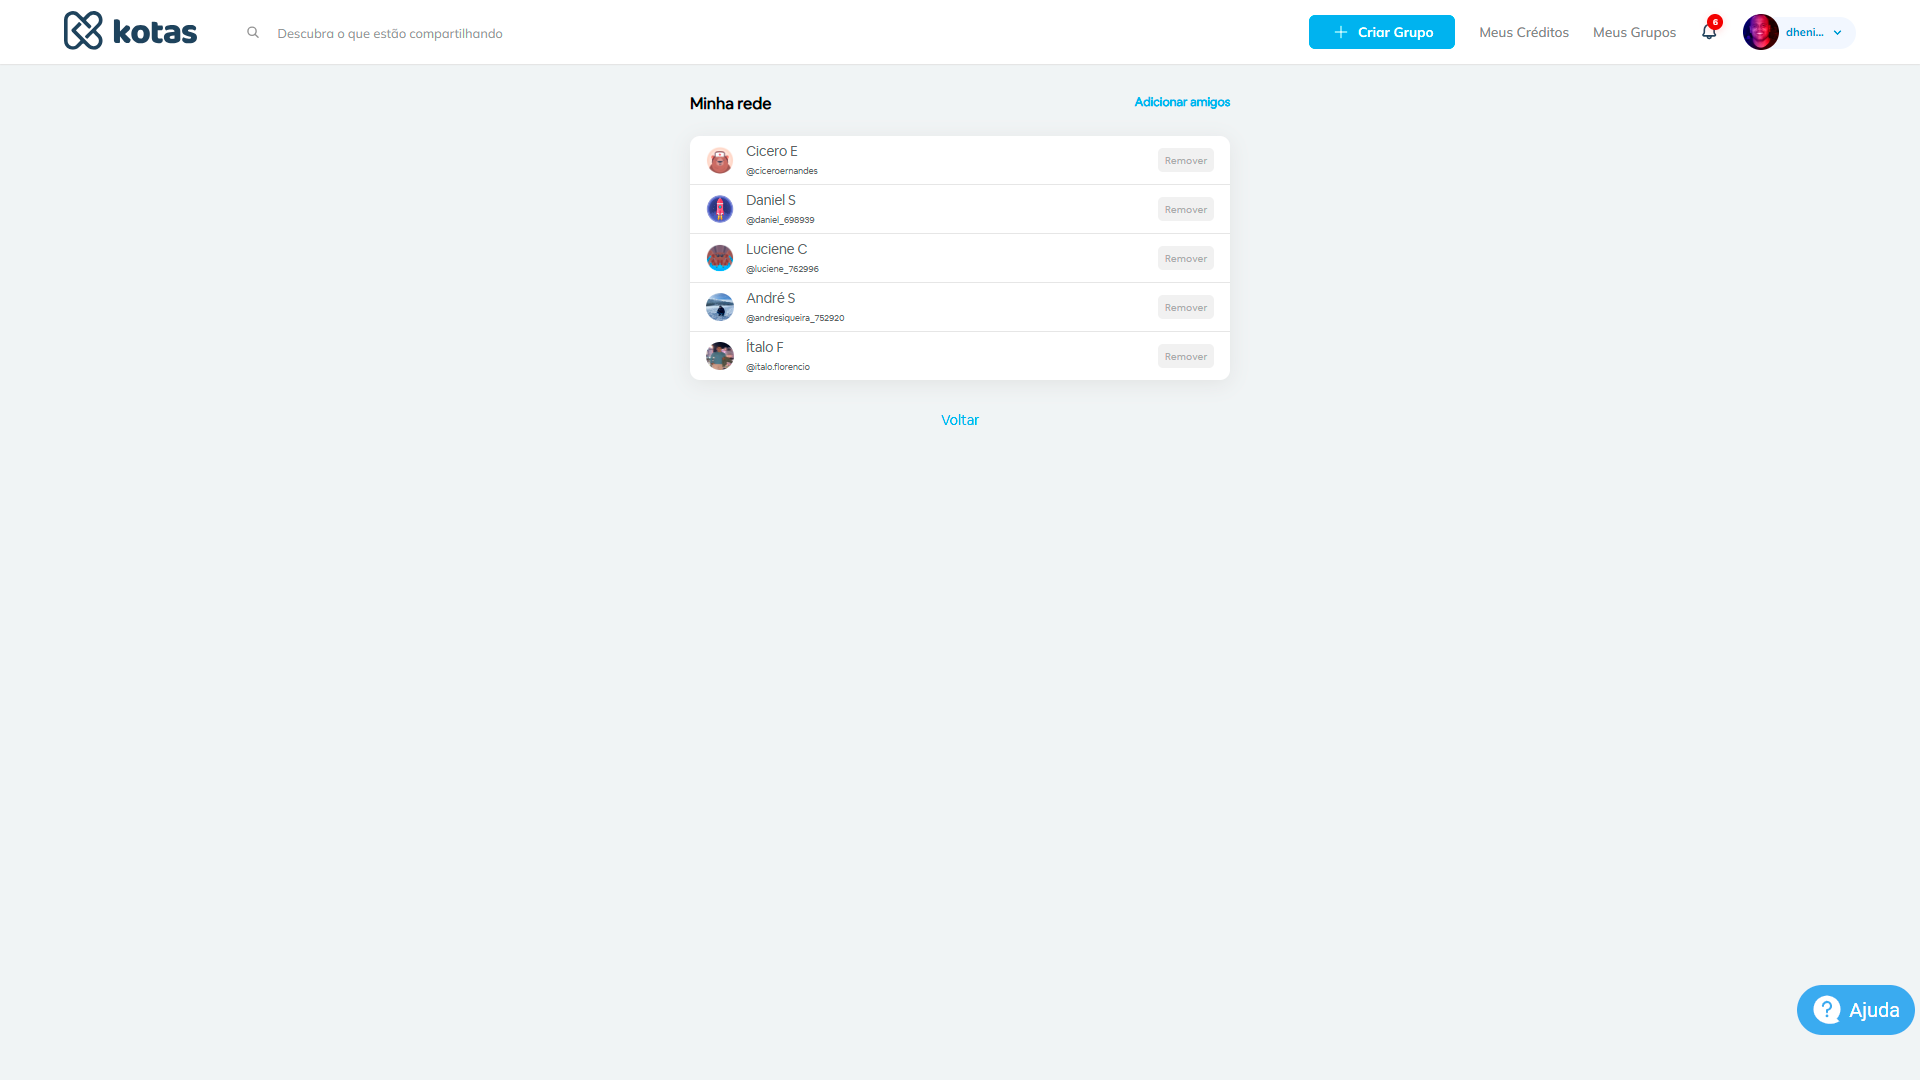 kotas
Descubra o que estão compartilhando
Criar Grupo
Meus Créditos
Meus Grupos
6
dheni...
Minha rede
Adicionar amigos
Cicero E
@ciceroernandes
Remover
Daniel S
@daniel_698939
Remover
Luciene C
@luciene_762996
Remover
André S
@andresiqueira_752920
Remover
Ítalo F
@italo.florencio
Remover
Voltar
? Ajuda